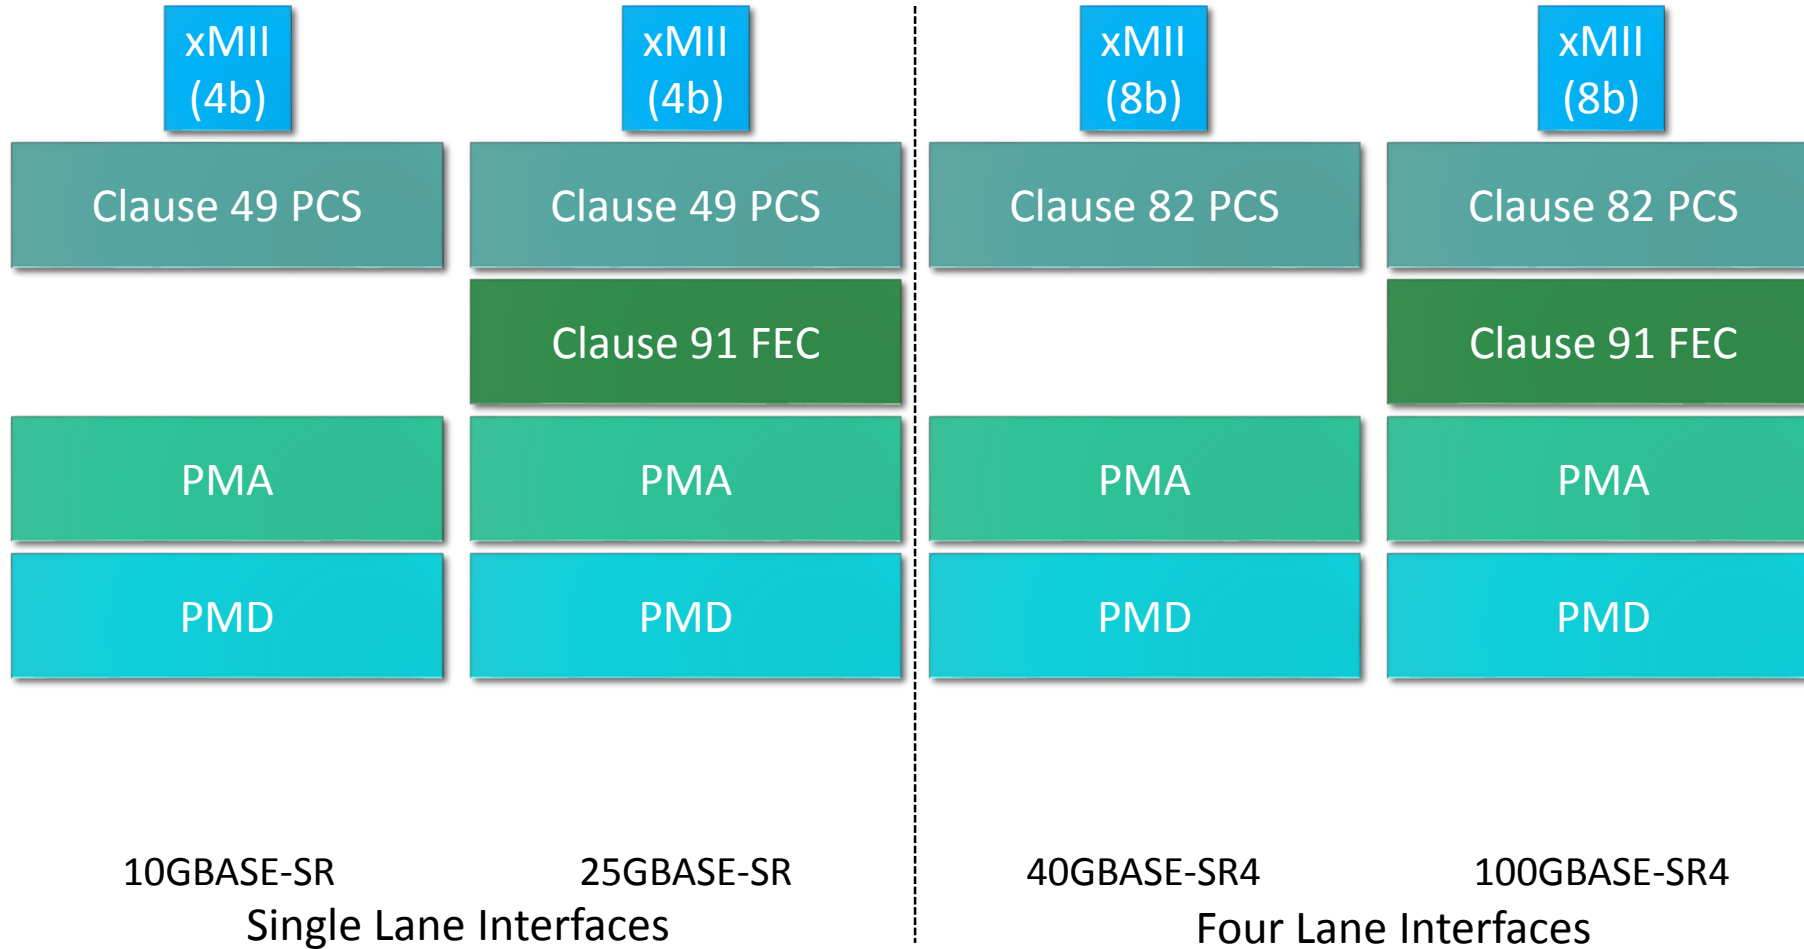 xMII
(4b)
xMII
(4b)
xMII
(8b)
xMII
(8b)
Clause 49 PCS
Clause 49 PCS
Clause 82 PCS
Clause 82 PCS
Clause 91 FEC
Clause 91 FEC
PMA
PMA
PMA
PMA
PMD
PMD
PMD
PMD
10GBASE-SR
25GBASE-SR
40GBASE-SR4
100GBASE-SR4
Single Lane Interfaces
Four Lane Interfaces